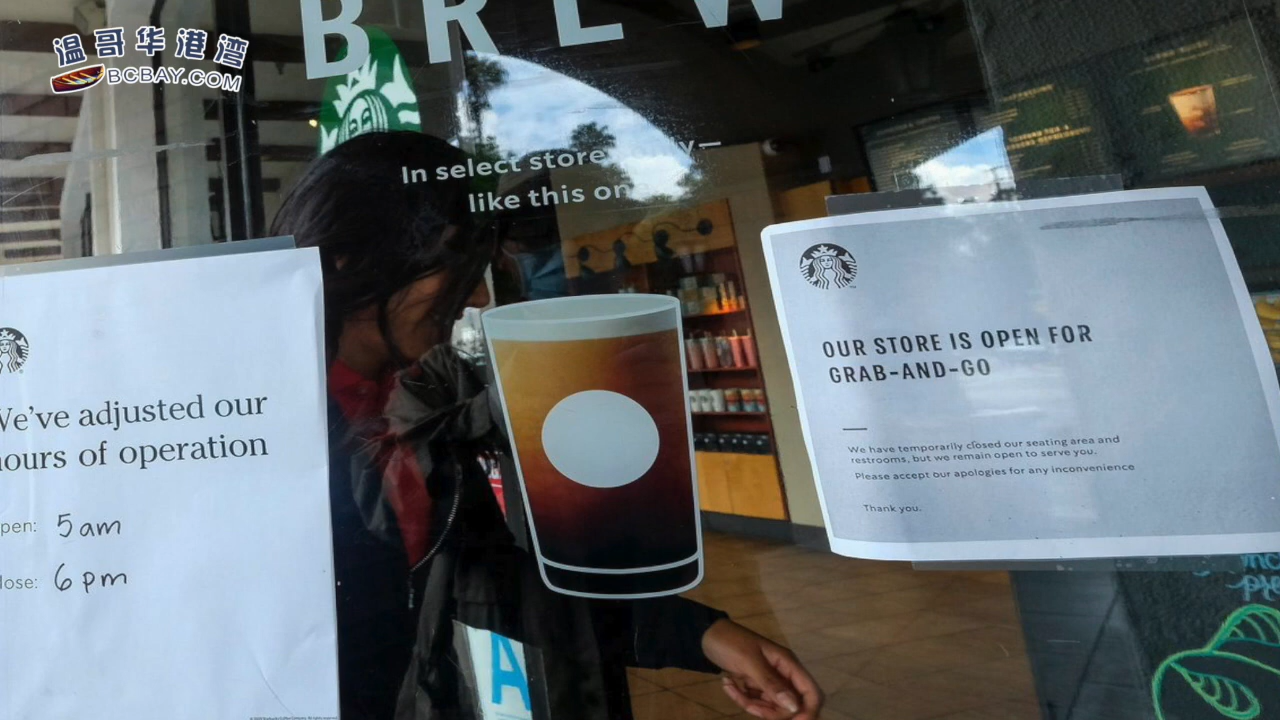 温哥华港湾
BCBAY.COM
BREW
In select store
like this on
We've adjusted our
hours of operation
pen: 5am
lose: 6pm
OUR STORE IS OPEN FOR
GRAB-AND-GO
We have temporarily closed our seating area and
restrooms, but we remain open to serve you.
Please accept our apologies for any inconvenience
Thank you.
A